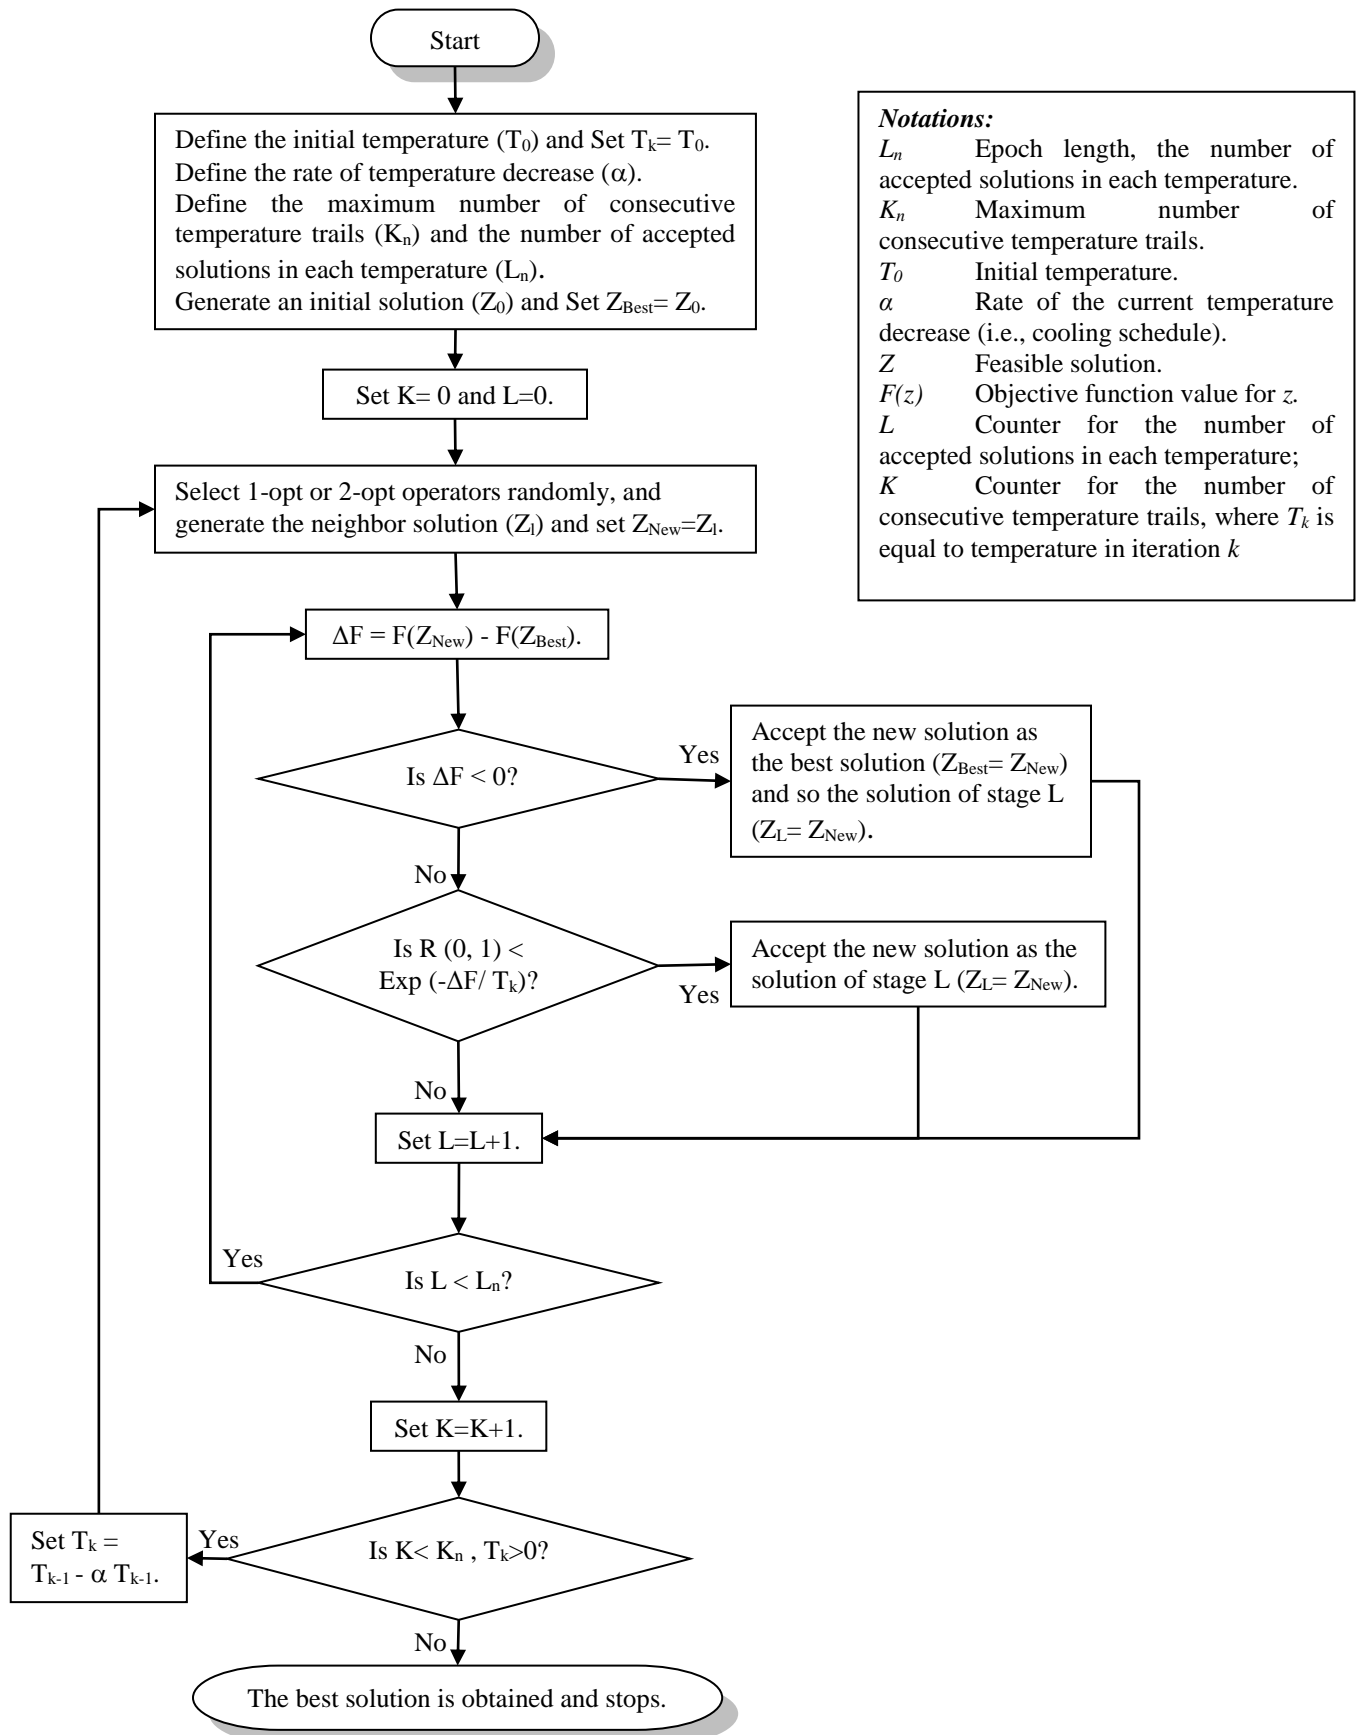 Start
Define the initial temperature (T₀) and Set Tₖ= T₀.
Define the rate of temperature decrease (α).
Define the maximum number of consecutive
temperature trails (Kₙ) and the number of accepted
solutions in each temperature (Lₙ).
Generate an initial solution (Z₀) and Set Z_Best= Z₀.
Set K= 0 and L=0.
Select 1-opt or 2-opt operators randomly, and
generate the neighbor solution (Zₗ) and set Z_New=Zₗ.
ΔF = F(Z_New) - F(Z_Best).
Is ΔF < 0?
Yes
Accept the new solution as
the best solution (Z_Best= Z_New)
and so the solution of stage L
(Z_L= Z_New).
No
Is R (0, 1) <
Exp (-ΔF/ Tₖ)?
Yes
Accept the new solution as the
solution of stage L (Z_L= Z_New).
No
Set L=L+1.
Is L < Lₙ?
Yes
No
Set K=K+1.
Is K< Kₙ , Tₖ>0?
Yes
Set Tₖ =
Tₖ₋₁ - α Tₖ₋₁.
No
The best solution is obtained and stops.
Notations:
Lₙ Epoch length, the number of
accepted solutions in each temperature.
Kₙ Maximum number of
consecutive temperature trails.
T₀ Initial temperature.
α Rate of the current temperature
decrease (i.e., cooling schedule).
Z Feasible solution.
F(z) Objective function value for z.
L Counter for the number of
accepted solutions in each temperature;
K Counter for the number of
consecutive temperature trails, where Tₖ is
equal to temperature in iteration k